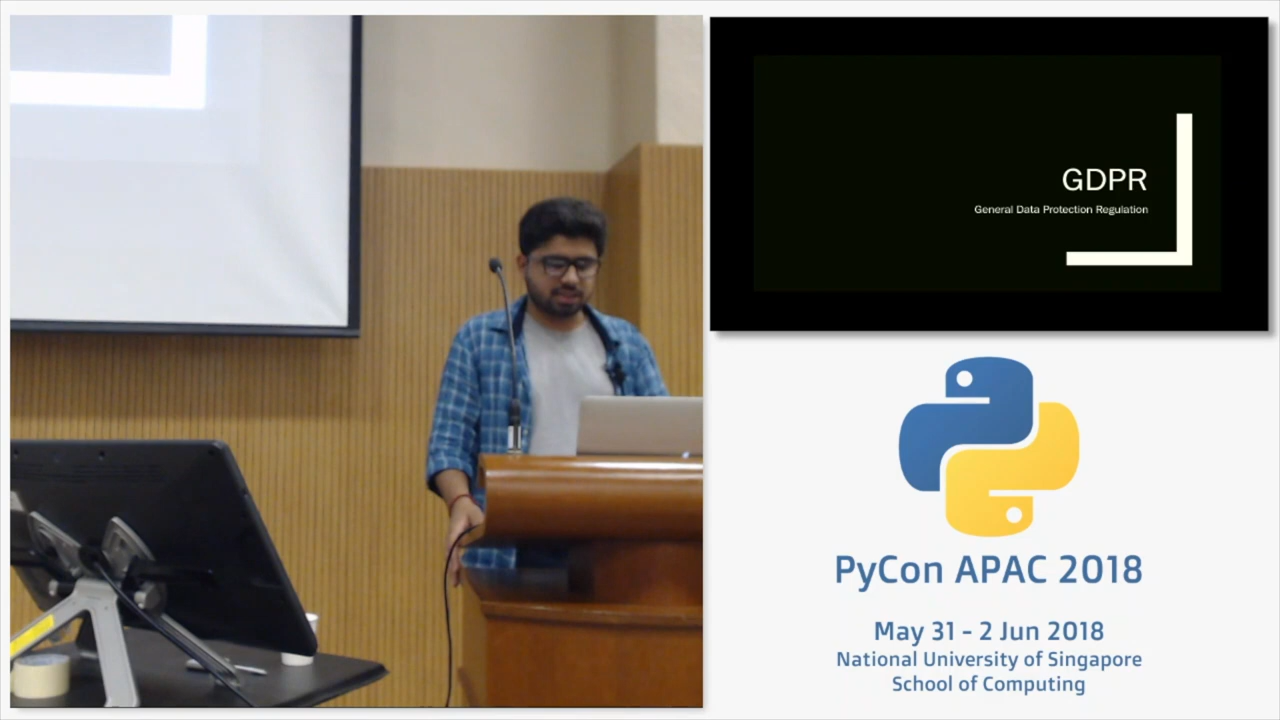 GDPR
General Data Protection Regulation
PyCon APAC 2018
May 31 - 2 Jun 2018
National University of Singapore
School of Computing